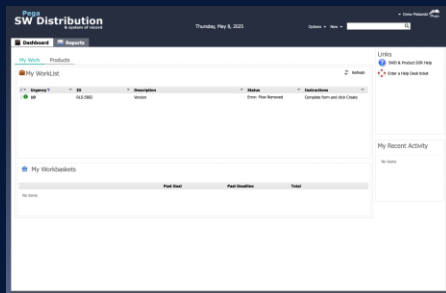 Pega
SW Distribution
& system of record
Thursday, May 8, 2025
Options
New
Dashboard
Reports
My Work
Products
My WorkList
Refresh
Urgency ID Description Status Instructions
10 RLS-5902 Version Error: Flow Removed Complete form and click Create
My Workbaskets
Past Goal Past Deadline Total
No items
Links
Enter a Help Desk ticket
My Recent Activity
No items